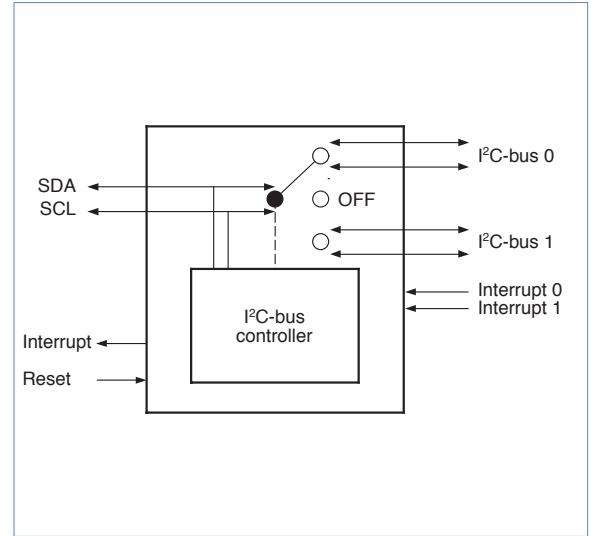 SDA
SCL
I²C-bus 0
OFF
I²C-bus 1
Interrupt 0
Interrupt 1
I²C-bus
controller
Interrupt
Reset